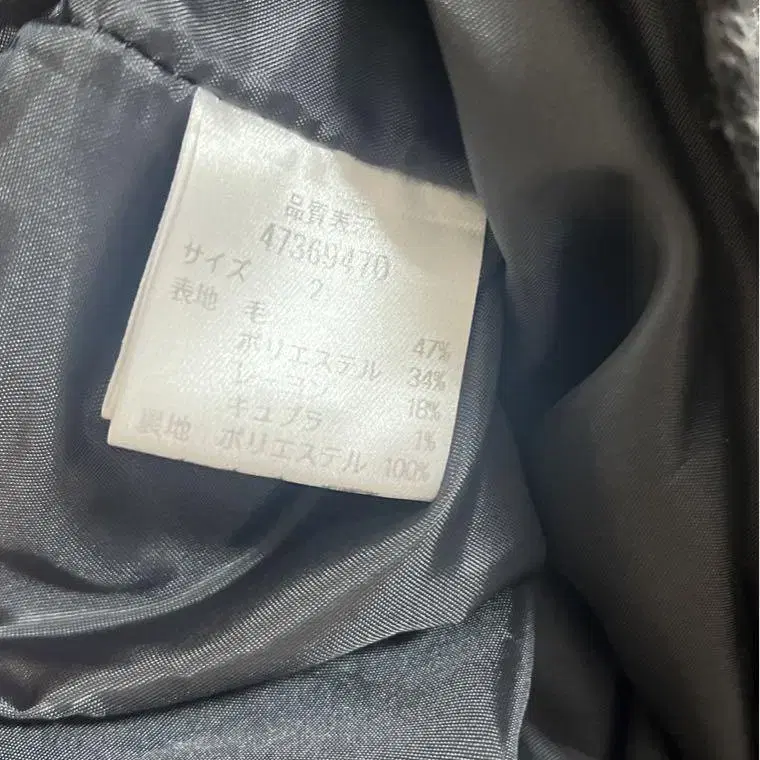 品質表示
47369470
サイズ 2
表地 毛 47%
ポリエステル 34%
レーヨン 18%
キュプラ 1%
裏地 ポリエステル 100%